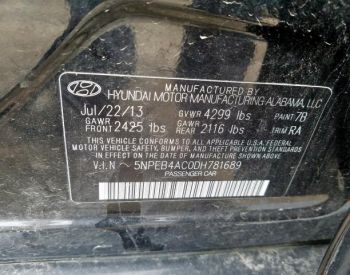 MANUFACTURED BY
HYUNDAI MOTOR MANUFACTURING ALABAMA, LLC
Jul/22/13 GVWR 4299 lbs PAINT 7B
GAWR FRONT 2425 lbs GAWR REAR 2116 lbs TRIM RA
THIS VEHICLE CONFORMS TO ALL APPLICABLE U.S.A FEDERAL
MOTOR VEHICLE SAFETY, BUMPER, AND THEFT PREVENTION STANDARDS
IN EFFECT ON THE DATE OF MANUFACTURE SHOWN ABOVE.
V.I.N ~ 5NPEB4AC0DH781689
PASSENGER CAR